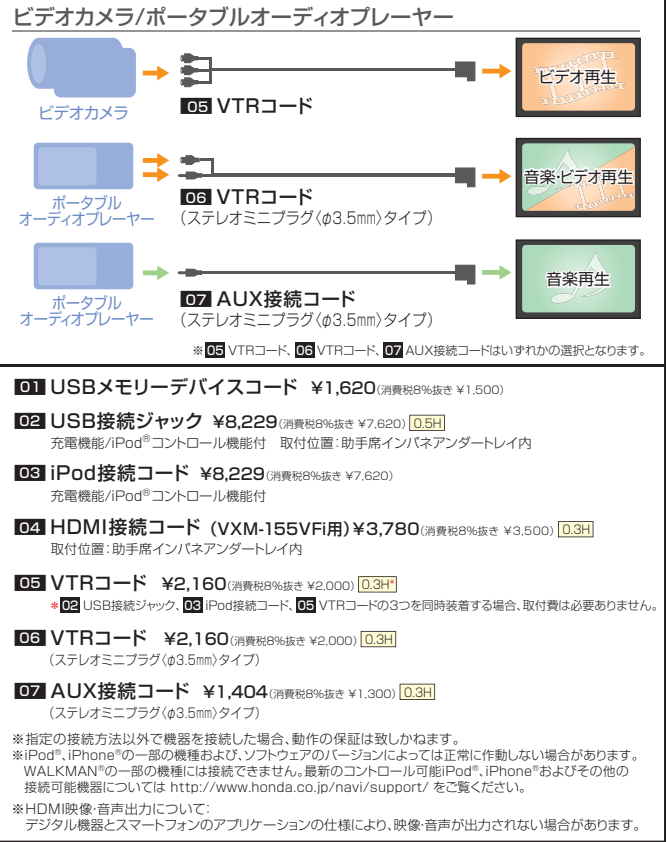 ビデオカメラ/ポータブルオーディオプレーヤー
ビデオカメラ
05 VTRコード
ビデオ再生
ポータブル
オーディオプレーヤー
06 VTRコード
(ステレオミニプラグ〈φ3.5㎜〉タイプ)
音楽・ビデオ再生
ポータブル
オーディオプレーヤー
07 AUX接続コード
(ステレオミニプラグ〈φ3.5㎜〉タイプ)
音楽再生
※05 VTRコード、06 VTRコード、07 AUX接続コードはいずれかの選択となります。
01 USBメモリーデバイスコード ¥1,620(消費税8%抜き ¥1,500)
02 USB接続ジャック ¥8,229(消費税8%抜き ¥7,620) 0.5H
充電機能/iPod®コントロール機能付 取付位置:助手席インパネアンダートレイ内
03 iPod接続コード ¥8,229(消費税8%抜き ¥7,620)
充電機能/iPod®コントロール機能付
04 HDMI接続コード (VXM-155VFi用) ¥3,780(消費税8%抜き ¥3,500) 0.3H
取付位置:助手席インパネアンダートレイ内
05 VTRコード ¥2,160(消費税8%抜き ¥2,000) 0.3H*
*02 USB接続ジャック、03 iPod接続コード、05 VTRコードの3つを同時装着する場合、取付費は必要ありません。
06 VTRコード ¥2,160(消費税8%抜き ¥2,000) 0.3H
(ステレオミニプラグ〈φ3.5㎜〉タイプ)
07 AUX接続コード ¥1,404(消費税8%抜き ¥1,300) 0.3H
(ステレオミニプラグ〈φ3.5㎜〉タイプ)
※指定の接続方法以外で機器を接続した場合、動作の保証は致しかねます。
※iPod®、iPhone®の一部の機種および、ソフトウェアのバージョンによっては正常に作動しない場合があります。
WALKMAN®の一部の機種には接続できません。最新のコントロール可能iPod®、iPhone®およびその他の
接続可能機器については http://www.honda.co.jp/navi/support/ をご覧ください。
※HDMI映像・音声出力について:
デジタル機器とスマートフォンのアプリケーションの仕様により、映像・音声が出力されない場合があります。